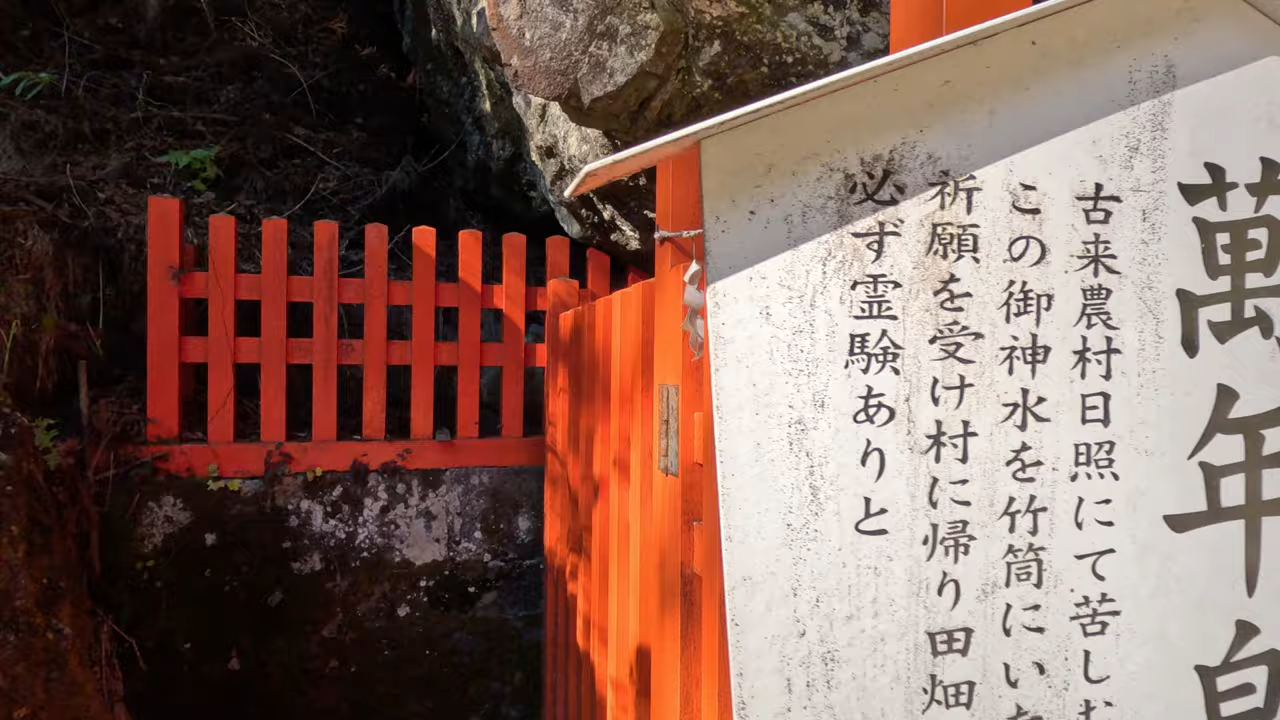 萬年
古来農村日照にて苦しむ
この御神水を竹筒にい
祈願を受け村に帰り田畑
必ず霊験ありと